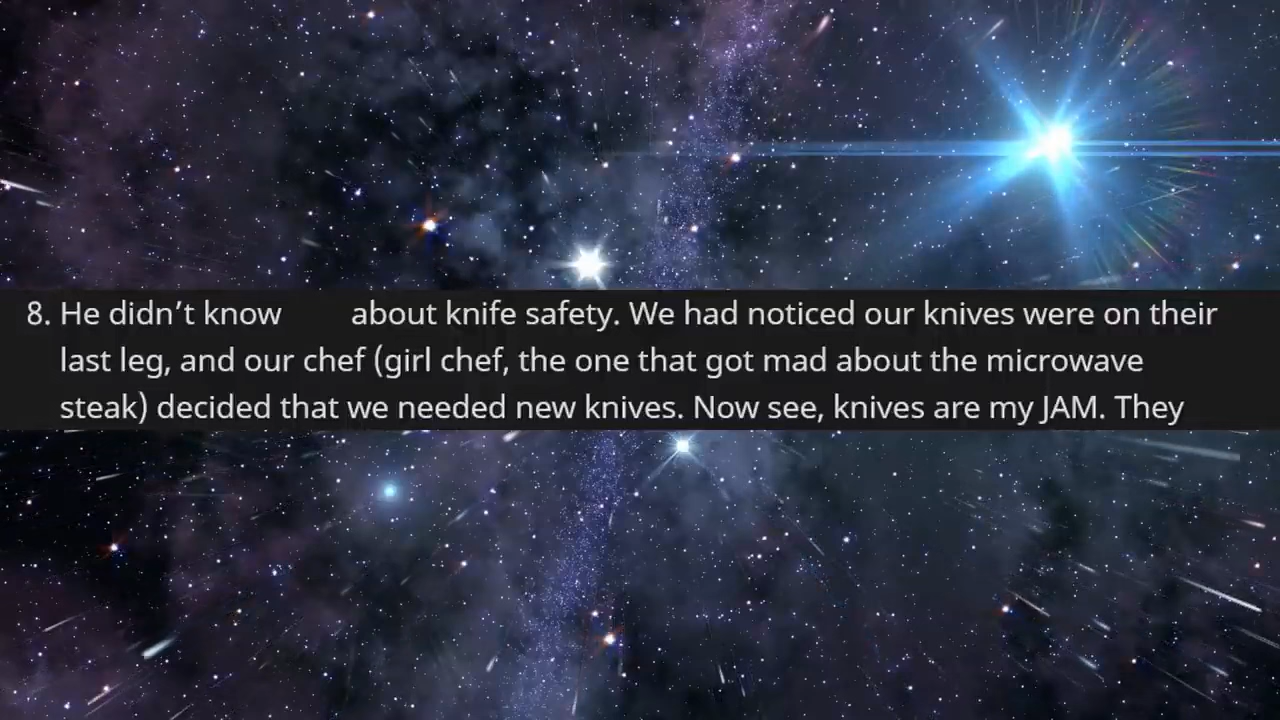 8. He didn’t know about knife safety. We had noticed our knives were on their
last leg, and our chef (girl chef, the one that got mad about the microwave
steak) decided that we needed new knives. Now see, knives are my JAM. They